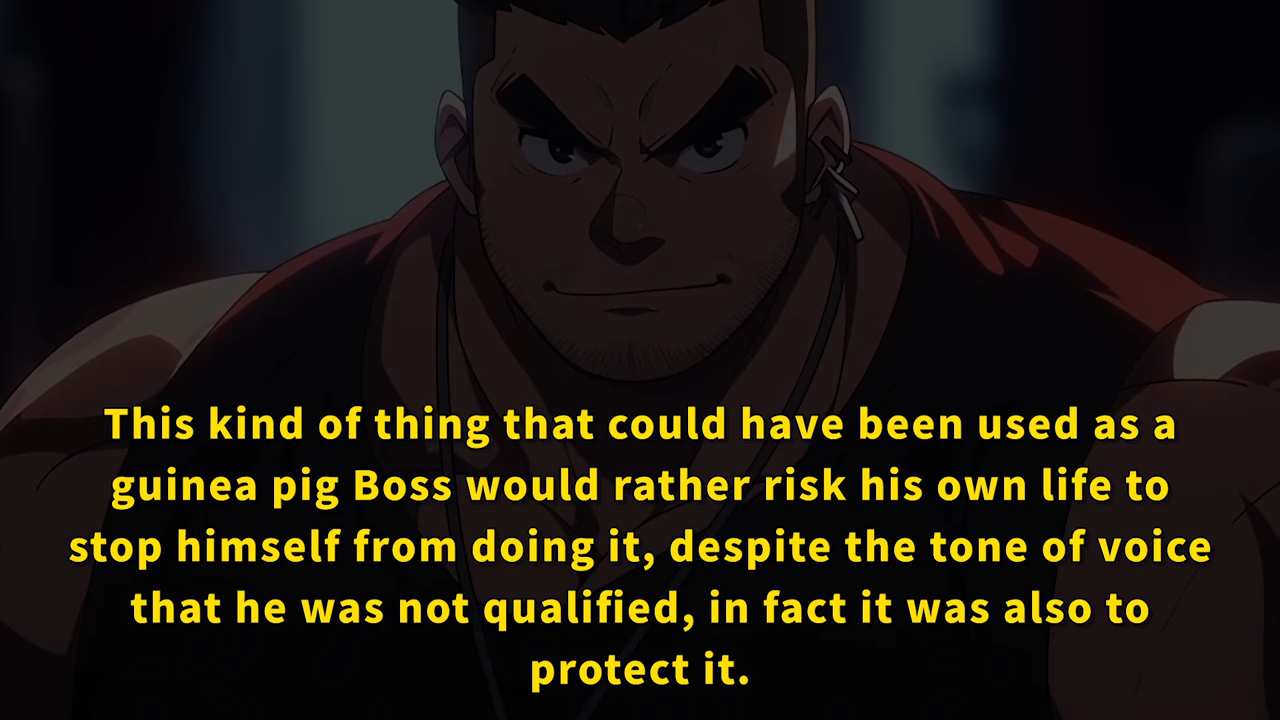 This kind of thing that could have been used as a
guinea pig Boss would rather risk his own life to
stop himself from doing it, despite the tone of voice
that he was not qualified, in fact it was also to
protect it.